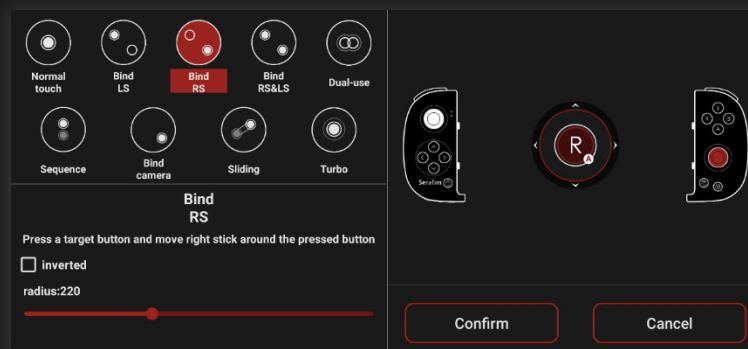 Normal
touch
Bind
LS
Bind
RS
Bind
RS&LS
Dual-use
Sequence
Bind
camera
Sliding
Turbo
Bind
RS
Press a target button and move right stick around the pressed button
inverted
radius:220
R
A
Serafim
Confirm
Cancel